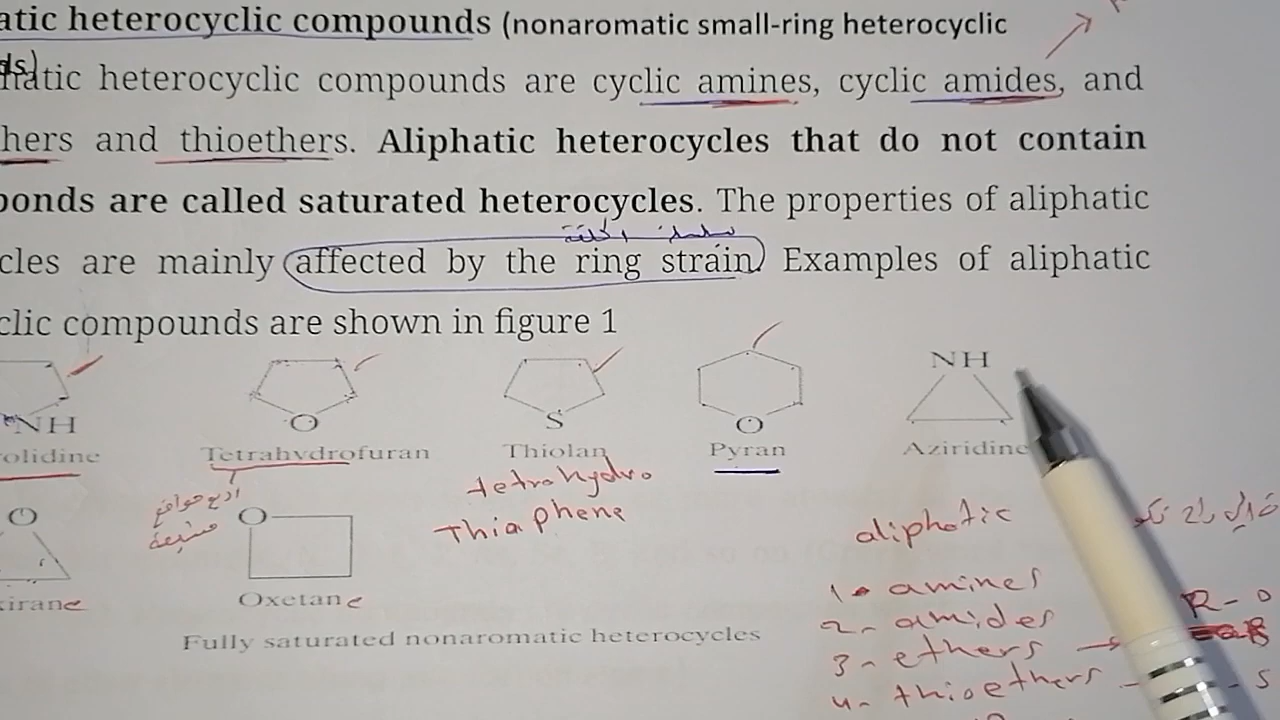 atic heterocyclic compounds (nonaromatic small-ring heterocyclic
ds)
matic heterocyclic compounds are cyclic amines, cyclic amides, and
hers and thioethers. Aliphatic heterocycles that do not contain
bonds are called saturated heterocycles. The properties of aliphatic
cles are mainly affected by the ring strain. Examples of aliphatic
clic compounds are shown in figure 1
NH O S O NH
olidine Tetrahydrofuran Thiolan Pyran Aziridine
tetrahydro
Thiaphene
اربع مواقع
O O
aliphatic
irane Oxetane
1- amines
2- amides
R- O
Fully saturated nonaromatic heterocycles
3- ethers →
4- thioethers - S